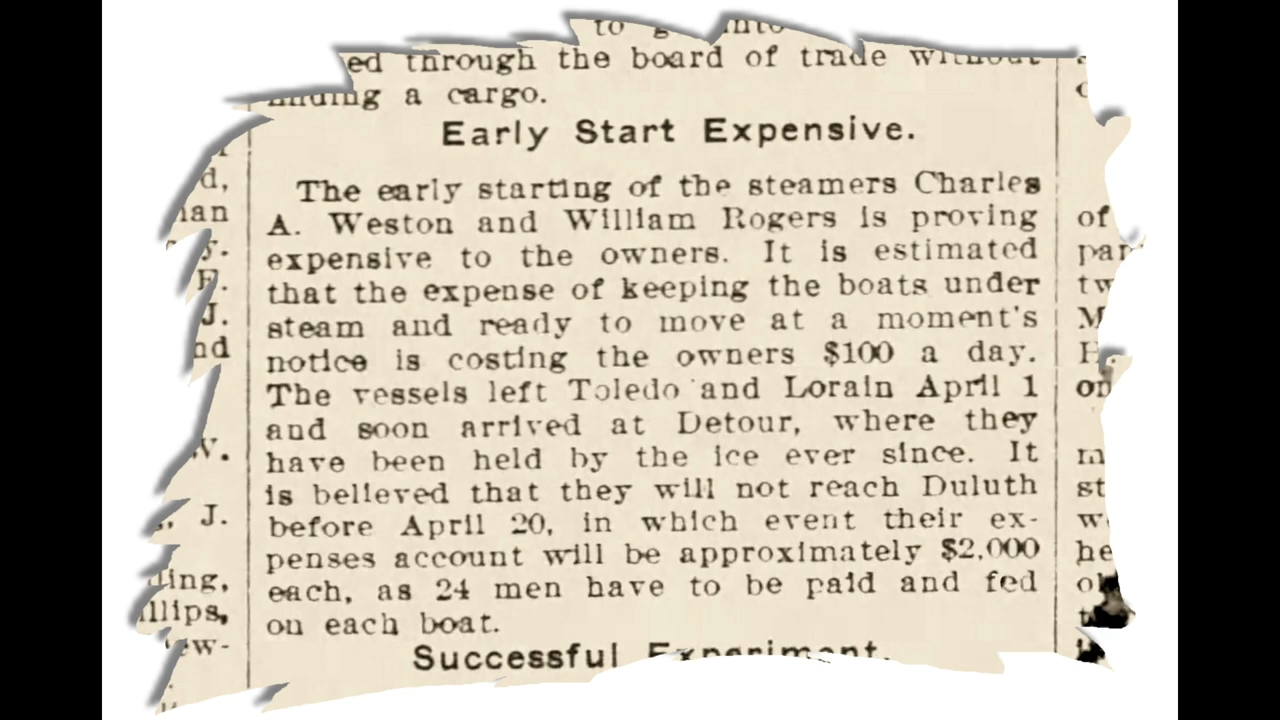 through the board of trade without
finding a cargo.
Early Start Expensive.
The early starting of the steamers Charles
A. Weston and William Rogers is proving
expensive to the owners. It is estimated
that the expense of keeping the boats under
steam and ready to move at a moment's
notice is costing the owners $100 a day.
The vessels left Toledo and Lorain April 1
and soon arrived at Detour, where they
have been held by the ice ever since. It
is believed that they will not reach Duluth
before April 20, in which event their ex-
penses account will be approximately $2,000
each, as 24 men have to be paid and fed
on each boat.
Successful Experiment.